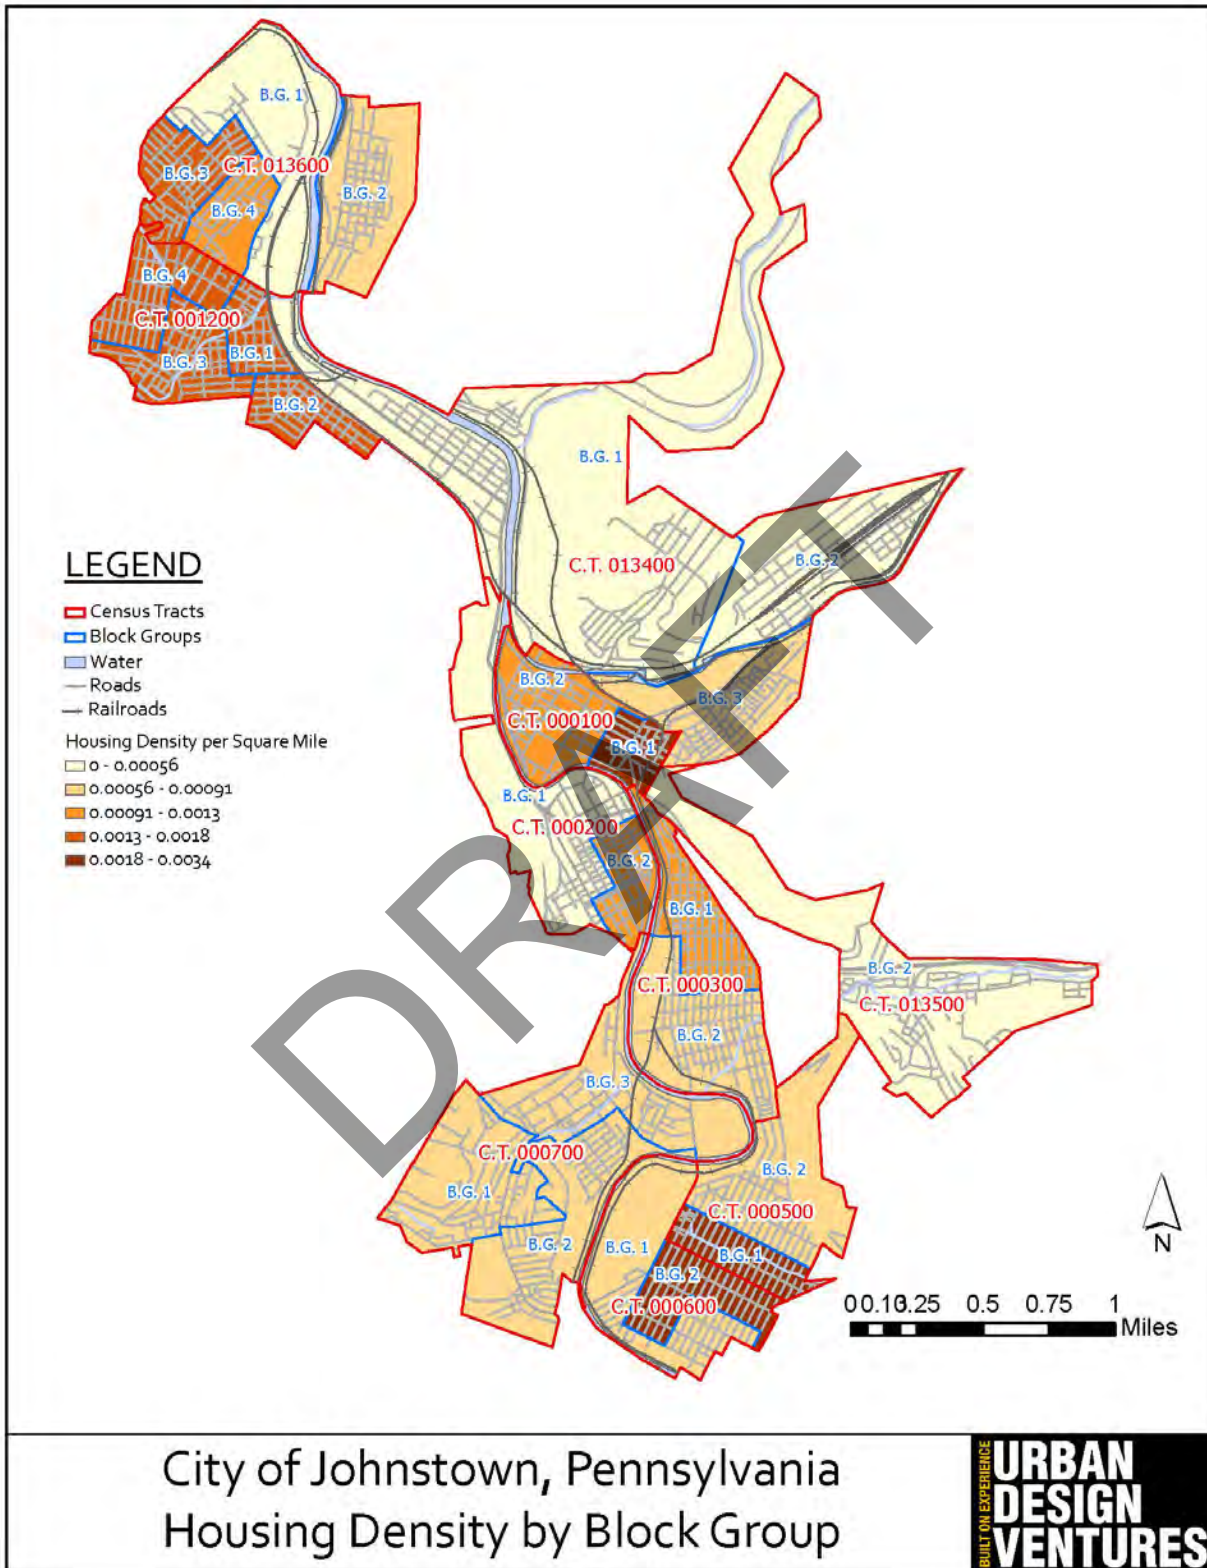 B.G. 1
C.T. 013600
B.G. 3
B.G. 2
B.G. 4
B.G. 4
C.T. 001200
B.G. 1
B.G. 3
B.G. 2
B.G. 1
C.T. 013400
B.G. 2
LEGEND
Census Tracts
Block Groups
Water
Roads
Railroads
Housing Density per Square Mile
0 - 0.00056
0.00056 - 0.00091
0.00091 - 0.0013
0.0013 - 0.0018
0.0018 - 0.0034
B.G. 2
B.G. 3
C.T. 000100
B.G. 1
B.G. 1
C.T. 000200
B.G. 2
B.G. 1
B.G. 2
C.T. 013500
C.T. 000300
B.G. 2
B.G. 3
C.T. 000700
B.G. 1
B.G. 2
B.G. 2
C.T. 000500
B.G. 1
B.G. 1
B.G. 2
C.T. 000600
DRAFT
N
0 0.13 0.25 0.5 0.75 1
Miles
City of Johnstown, Pennsylvania
Housing Density by Block Group
BUILT ON EXPERIENCE
URBAN
DESIGN
VENTURES